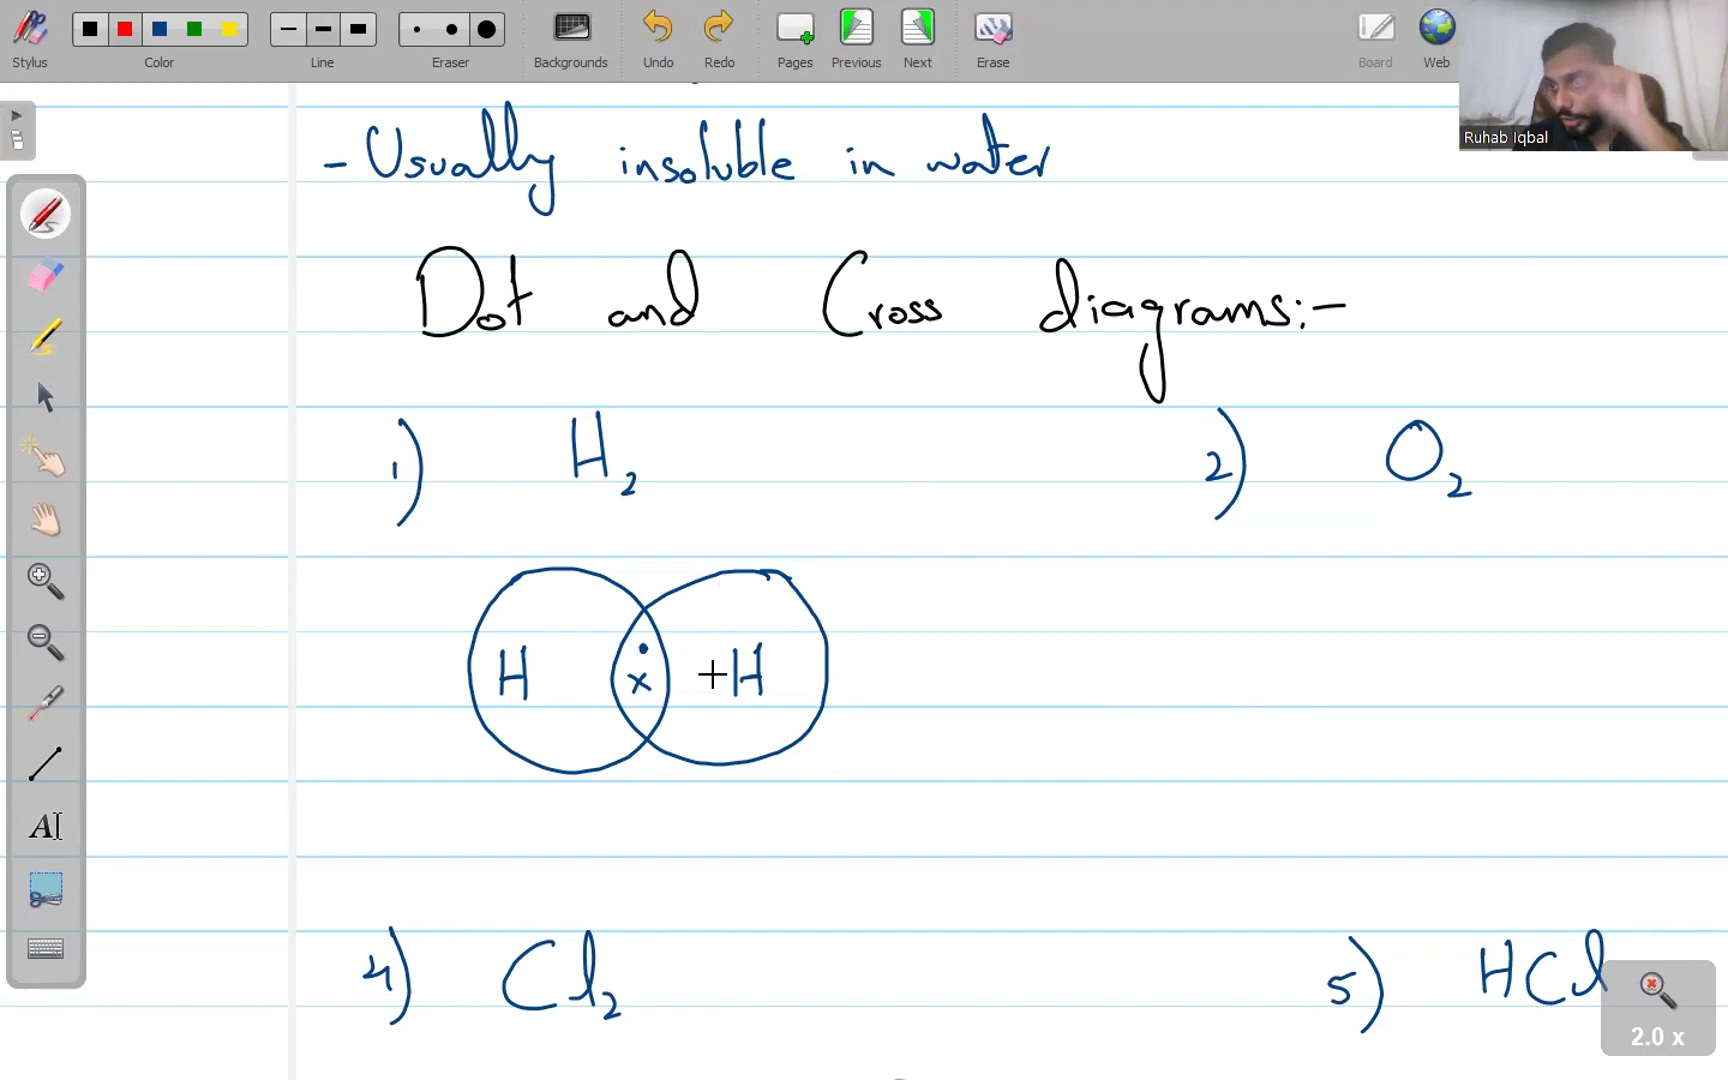 Stylus Color Line Eraser Backgrounds Undo Redo Pages Previous Next Erase Board Web
Ruhab Iqbal
- Usually insoluble in water
Dot and Cross diagrams:-
1) H₂ 2) O₂
H • x H
4) Cl₂ 5) HCl
2.0 x